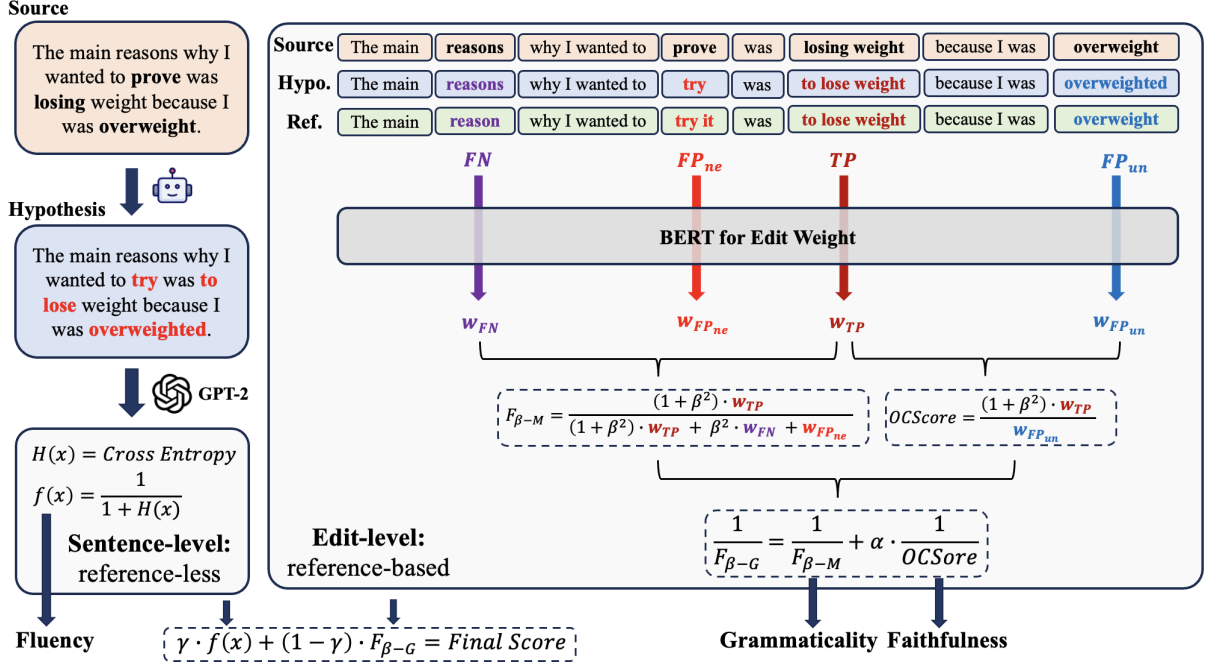 Source
The main reasons why I
wanted to prove was
losing weight because I
was overweight.
Hypothesis
The main reasons why I
wanted to try was to
lose weight because I
was overweighted.
GPT-2
H(x) = Cross Entropy
f(x) = 1 / (1 + H(x))
Sentence-level:
reference-less
Fluency
Source The main reasons why I wanted to prove was losing weight because I was overweight
Hypo. The main reasons why I wanted to try was to lose weight because I was overweighted
Ref. The main reason why I wanted to try it was to lose weight because I was overweight
FN FP_ne TP FP_un
BERT for Edit Weight
w_FN w_FP_ne w_TP w_FP_un
F_β−M = (1 + β²) · w_TP / ((1 + β²) · w_TP + β² · w_FN + w_FP_ne)
OCScore = (1 + β²) · w_TP / w_FP_un
1 / F_β−G = 1 / F_β−M + α · 1 / OCSore
Edit-level:
reference-based
Grammaticality Faithfulness
γ · f(x) + (1 − γ) · F_β−G = Final Score